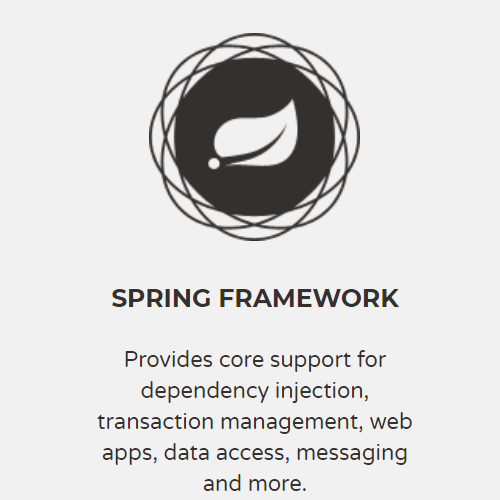 SPRING FRAMEWORK
Provides core support for
dependency injection,
transaction management, web
apps, data access, messaging
and more.